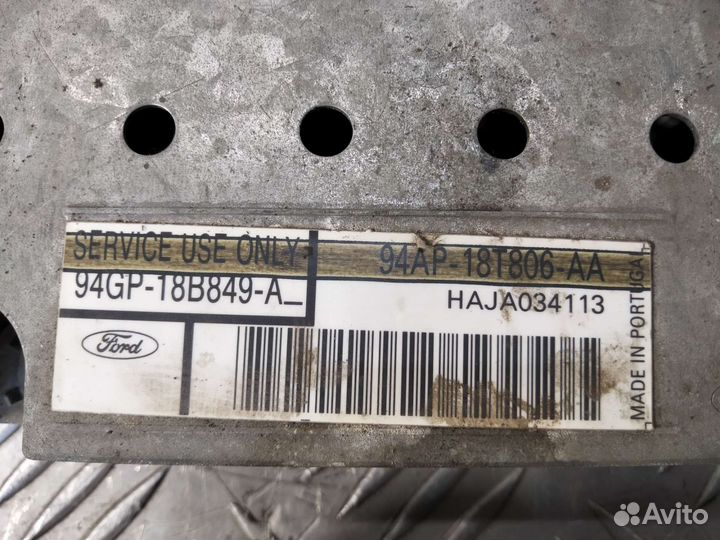 SERVICE USE ONLY
94AP-18T806-AA
94GP-18B849-A_
HAJA034113
Ford
MADE IN PORTUGAL
Avito